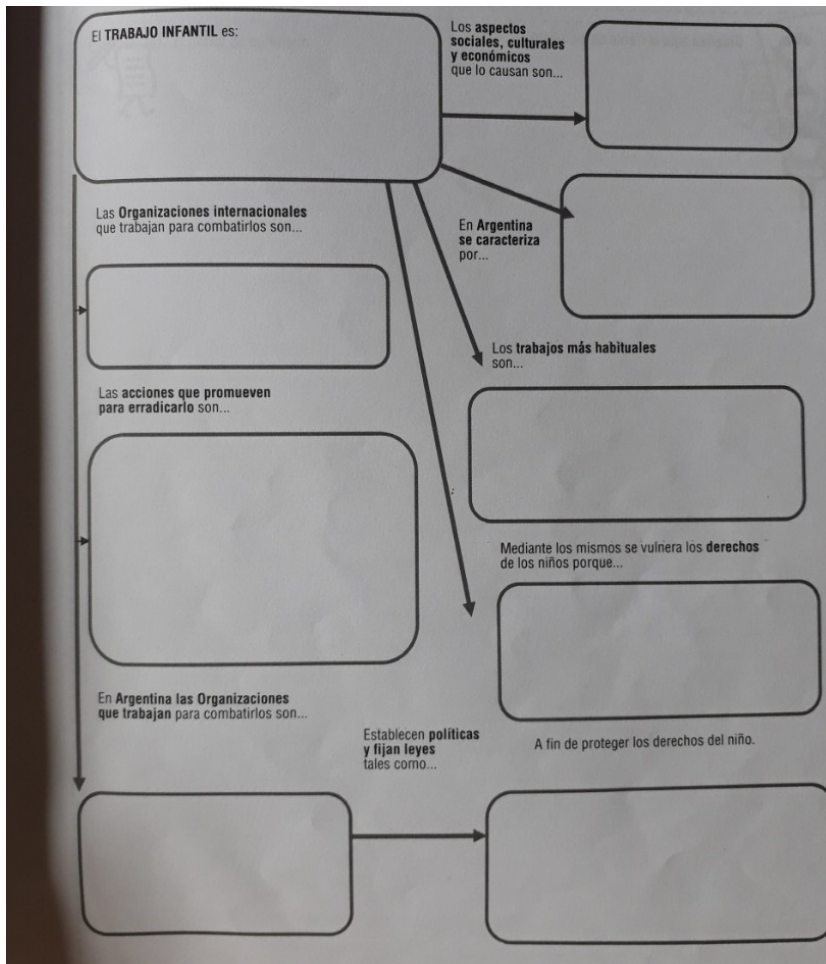 El TRABAJO INFANTIL es:
Los aspectos
sociales, culturales
y económicos
que lo causan son...
Las Organizaciones internacionales
que trabajan para combatirlos son...
En Argentina
se caracteriza
por...
Los trabajos más habituales
son...
Las acciones que promueven
para erradicarlo son...
Mediante los mismos se vulnera los derechos
de los niños porque...
En Argentina las Organizaciones
que trabajan para combatirlos son...
Establecen políticas
y fijan leyes
tales como...
A fin de proteger los derechos del niño.